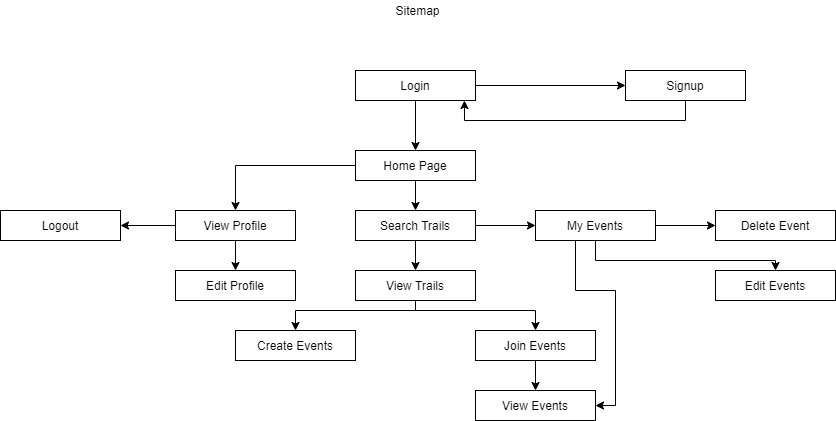 Sitemap
Login
Signup
Home Page
Logout
View Profile
Search Trails
My Events
Delete Event
Edit Profile
View Trails
Edit Events
Create Events
Join Events
View Events